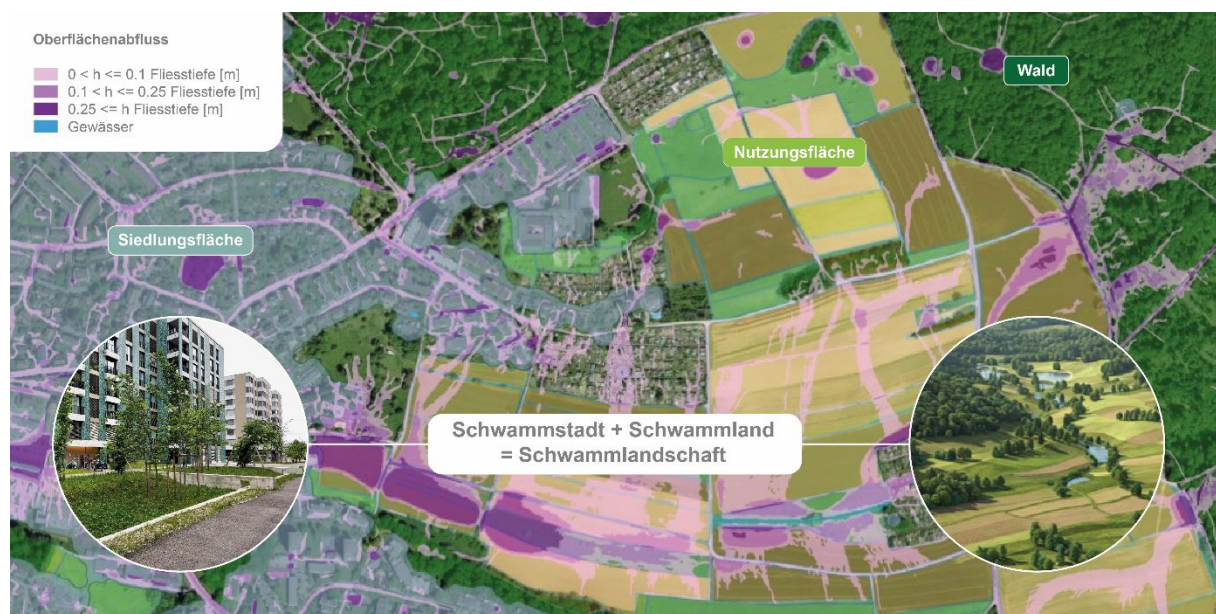 Oberflächenabfluss
0 < h <= 0.1 Fliesstiefe [m]
0.1 < h <= 0.25 Fliesstiefe [m]
0.25 <= h Fliesstiefe [m]
Gewässer
Wald
Nutzungsfläche
Siedlungsfläche
Schwammstadt + Schwammland
= Schwammlandschaft